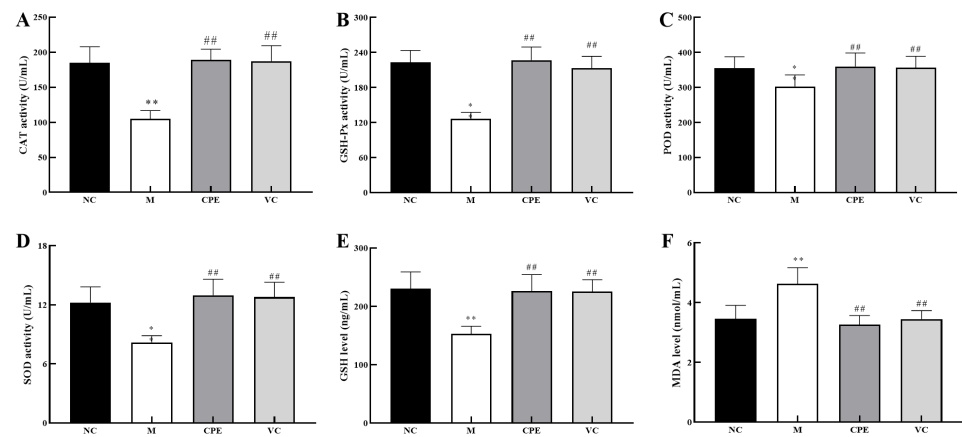 A
CAT activity (U/mL)
250
200
150
100
50
0
**
##
##
NC M CPE VC
B
GSH-Px activity (U/mL)
300
240
180
120
60
0
*
*
##
##
NC M CPE VC
C
POD activity (U/mL)
500
400
300
200
100
0
*
*
##
##
NC M CPE VC
D
SOD activity (U/mL)
18
12
6
0
*
*
##
##
NC M CPE VC
E
GSH level (ng/mL)
300
200
100
0
**
##
##
NC M CPE VC
F
MDA level (nmol/mL)
6
4
2
0
**
##
##
NC M CPE VC